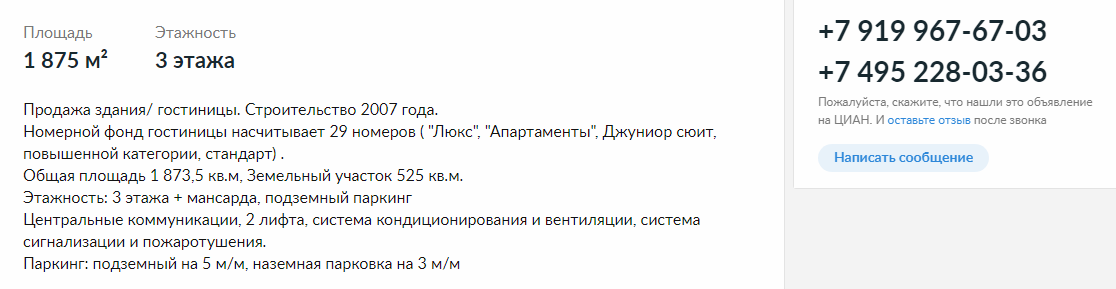 Площадь
Этажность
1 875 м²
3 этажа
Продажа здания/ гостиницы. Строительство 2007 года.
Номерной фонд гостиницы насчитывает 29 номеров ( "Люкс", "Апартаменты", Джуниор сюит,
повышенной категории, стандарт) .
Общая площадь 1 873,5 кв.м, Земельный участок 525 кв.м.
Этажность: 3 этажа + мансарда, подземный паркинг
Центральные коммуникации, 2 лифта, система кондиционирования и вентиляции, система
сигнализации и пожаротушения.
Паркинг: подземный на 5 м/м, наземная парковка на 3 м/м
+7 919 967-67-03
+7 495 228-03-36
Пожалуйста, скажите, что нашли это объявление
на ЦИАН. И оставьте отзыв после звонка
Написать сообщение